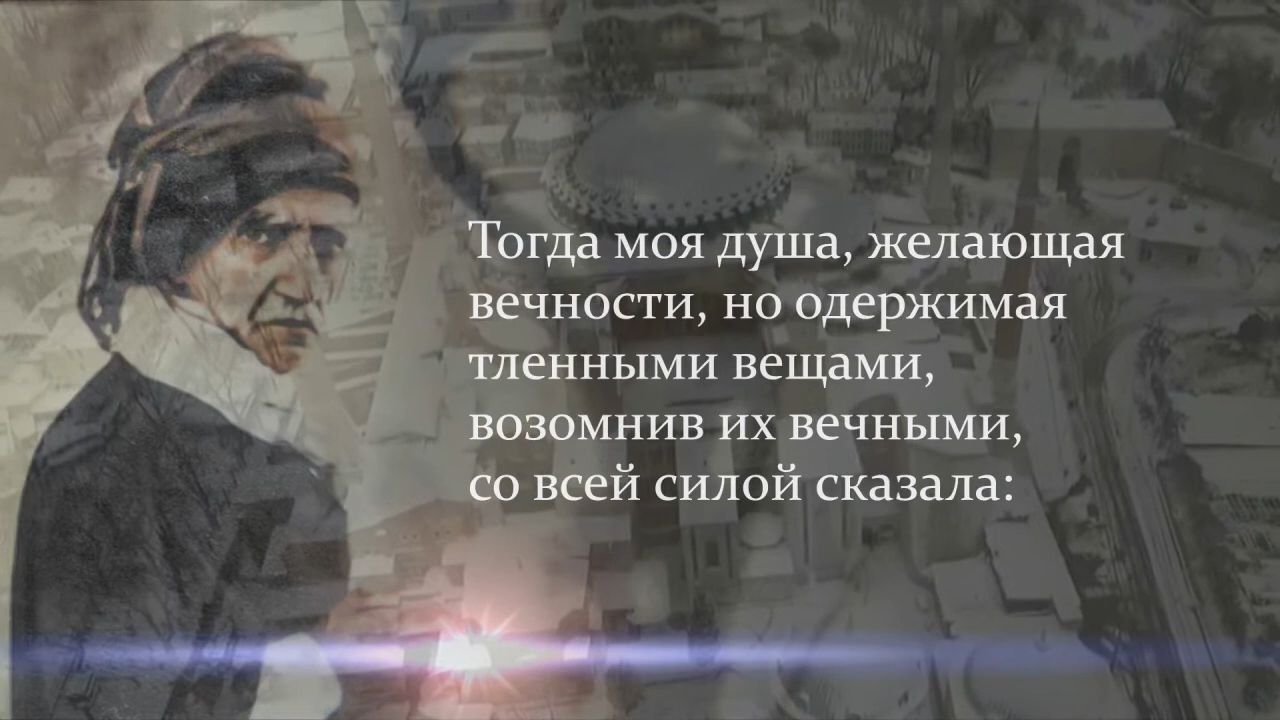 Тогда моя душа, желающая
вечности, но одержимая
тленными вещами,
возомнив их вечными,
со всей силой сказала: